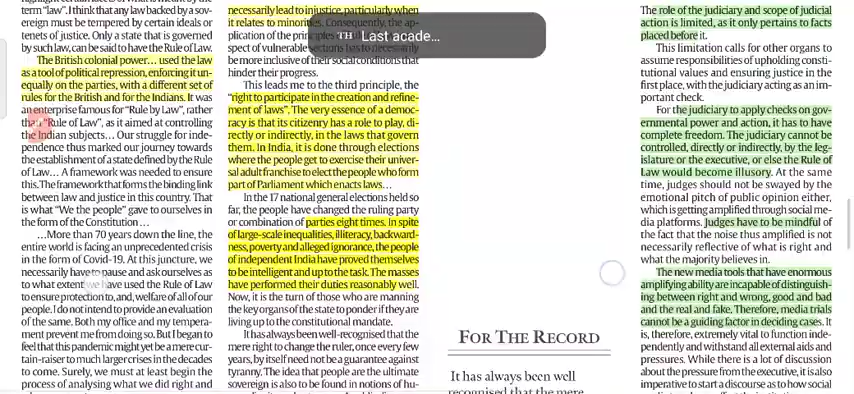 term "law". I think that any law backed by a sov-
ereign must be tempered by certain ideals or
tenets of justice. Only a state that is governed
by such law, can be said to have the Rule of Law.
The British colonial power... used the law
as a tool of political repression, enforcing it un-
equally on the parties, with a different set of
rules for the British and for the Indians. It was
an enterprise famous for "Rule by Law", rather
than "Rule of Law", as it aimed at controlling
the Indian subjects... Our struggle for inde-
pendence thus marked our journey towards
the establishment of a state defined by the Rule
of Law... A framework was needed to ensure
this. The framework that forms the binding link
between law and justice in this country. That
is what "We the people" gave to ourselves in
the form of the Constitution ...
...More than 70 years down the line, the
entire world is facing an unprecedented crisis
in the form of Covid-19. At this juncture, we
necessarily have to pause and ask ourselves as
to what extent we have used the Rule of Law
to ensure protection to, and, welfare of all of our
people. I do not intend to provide an evaluation
of the same. Both my office and my tempera-
ment prevent me from doing so. But I began to
feel that this pandemic might yet be a mere cur-
tain-raiser to much larger crises in the decades
to come. Surely, we must at least begin the
process of analysing what we did right and
necessarily lead to injustice, particularly when
it relates to minorities. Consequently, the ap-
plication of the principles
spect of vulnerable sections has to necessarily
be more inclusive of their social conditions that
hinder their progress.
This leads me to the third principle, the
"right to participate in the creation and refine-
ment of laws". The very essence of a democ-
racy is that its citizenry has a role to play, di-
rectly or indirectly, in the laws that govern
them. In India, it is done through elections
where the people get to exercise their univer-
sal adult franchise to elect the people who form
part of Parliament which enacts laws...
In the 17 national general elections held so
far, the people have changed the ruling party
or combination of parties eight times. In spite
of large-scale inequalities, illiteracy, backward-
ness, poverty and alleged ignorance, the people
of independent India have proved themselves
to be intelligent and up to the task. The masses
have performed their duties reasonably well.
Now, it is the turn of those who are manning
the key organs of the state to ponder if they are
living up to the constitutional mandate.
It has always been well-recognised that the
mere right to change the ruler, once every few
years, by itself need not be a guarantee against
tyranny. The idea that people are the ultimate
sovereign is also to be found in notions of hu-
TH Last acade...
FOR THE RECORD
It has always been well
recognised that the mere
The role of the judiciary and scope of judicial
action is limited, as it only pertains to facts
placed before it.
This limitation calls for other organs to
assume responsibilities of upholding consti-
tutional values and ensuring justice in the
first place, with the judiciary acting as an im-
portant check.
For the judiciary to apply checks on gov-
ernmental power and action, it has to have
complete freedom. The judiciary cannot be
controlled, directly or indirectly, by the leg-
islature or the executive, or else the Rule of
Law would become illusory. At the same
time, judges should not be swayed by the
emotional pitch of public opinion either,
which is getting amplified through social me-
dia platforms. Judges have to be mindful of
the fact that the noise thus amplified is not
necessarily reflective of what is right and
what the majority believes in.
The new media tools that have enormous
amplifying ability are incapable of distinguish-
ing between right and wrong, good and bad
and the real and fake. Therefore, media trials
cannot be a guiding factor in deciding cases. It
is, therefore, extremely vital to function inde-
pendently and withstand all external aids and
pressures. While there is a lot of discussion
about the pressure from the executive, it is also
imperative to start a discourse as to how social